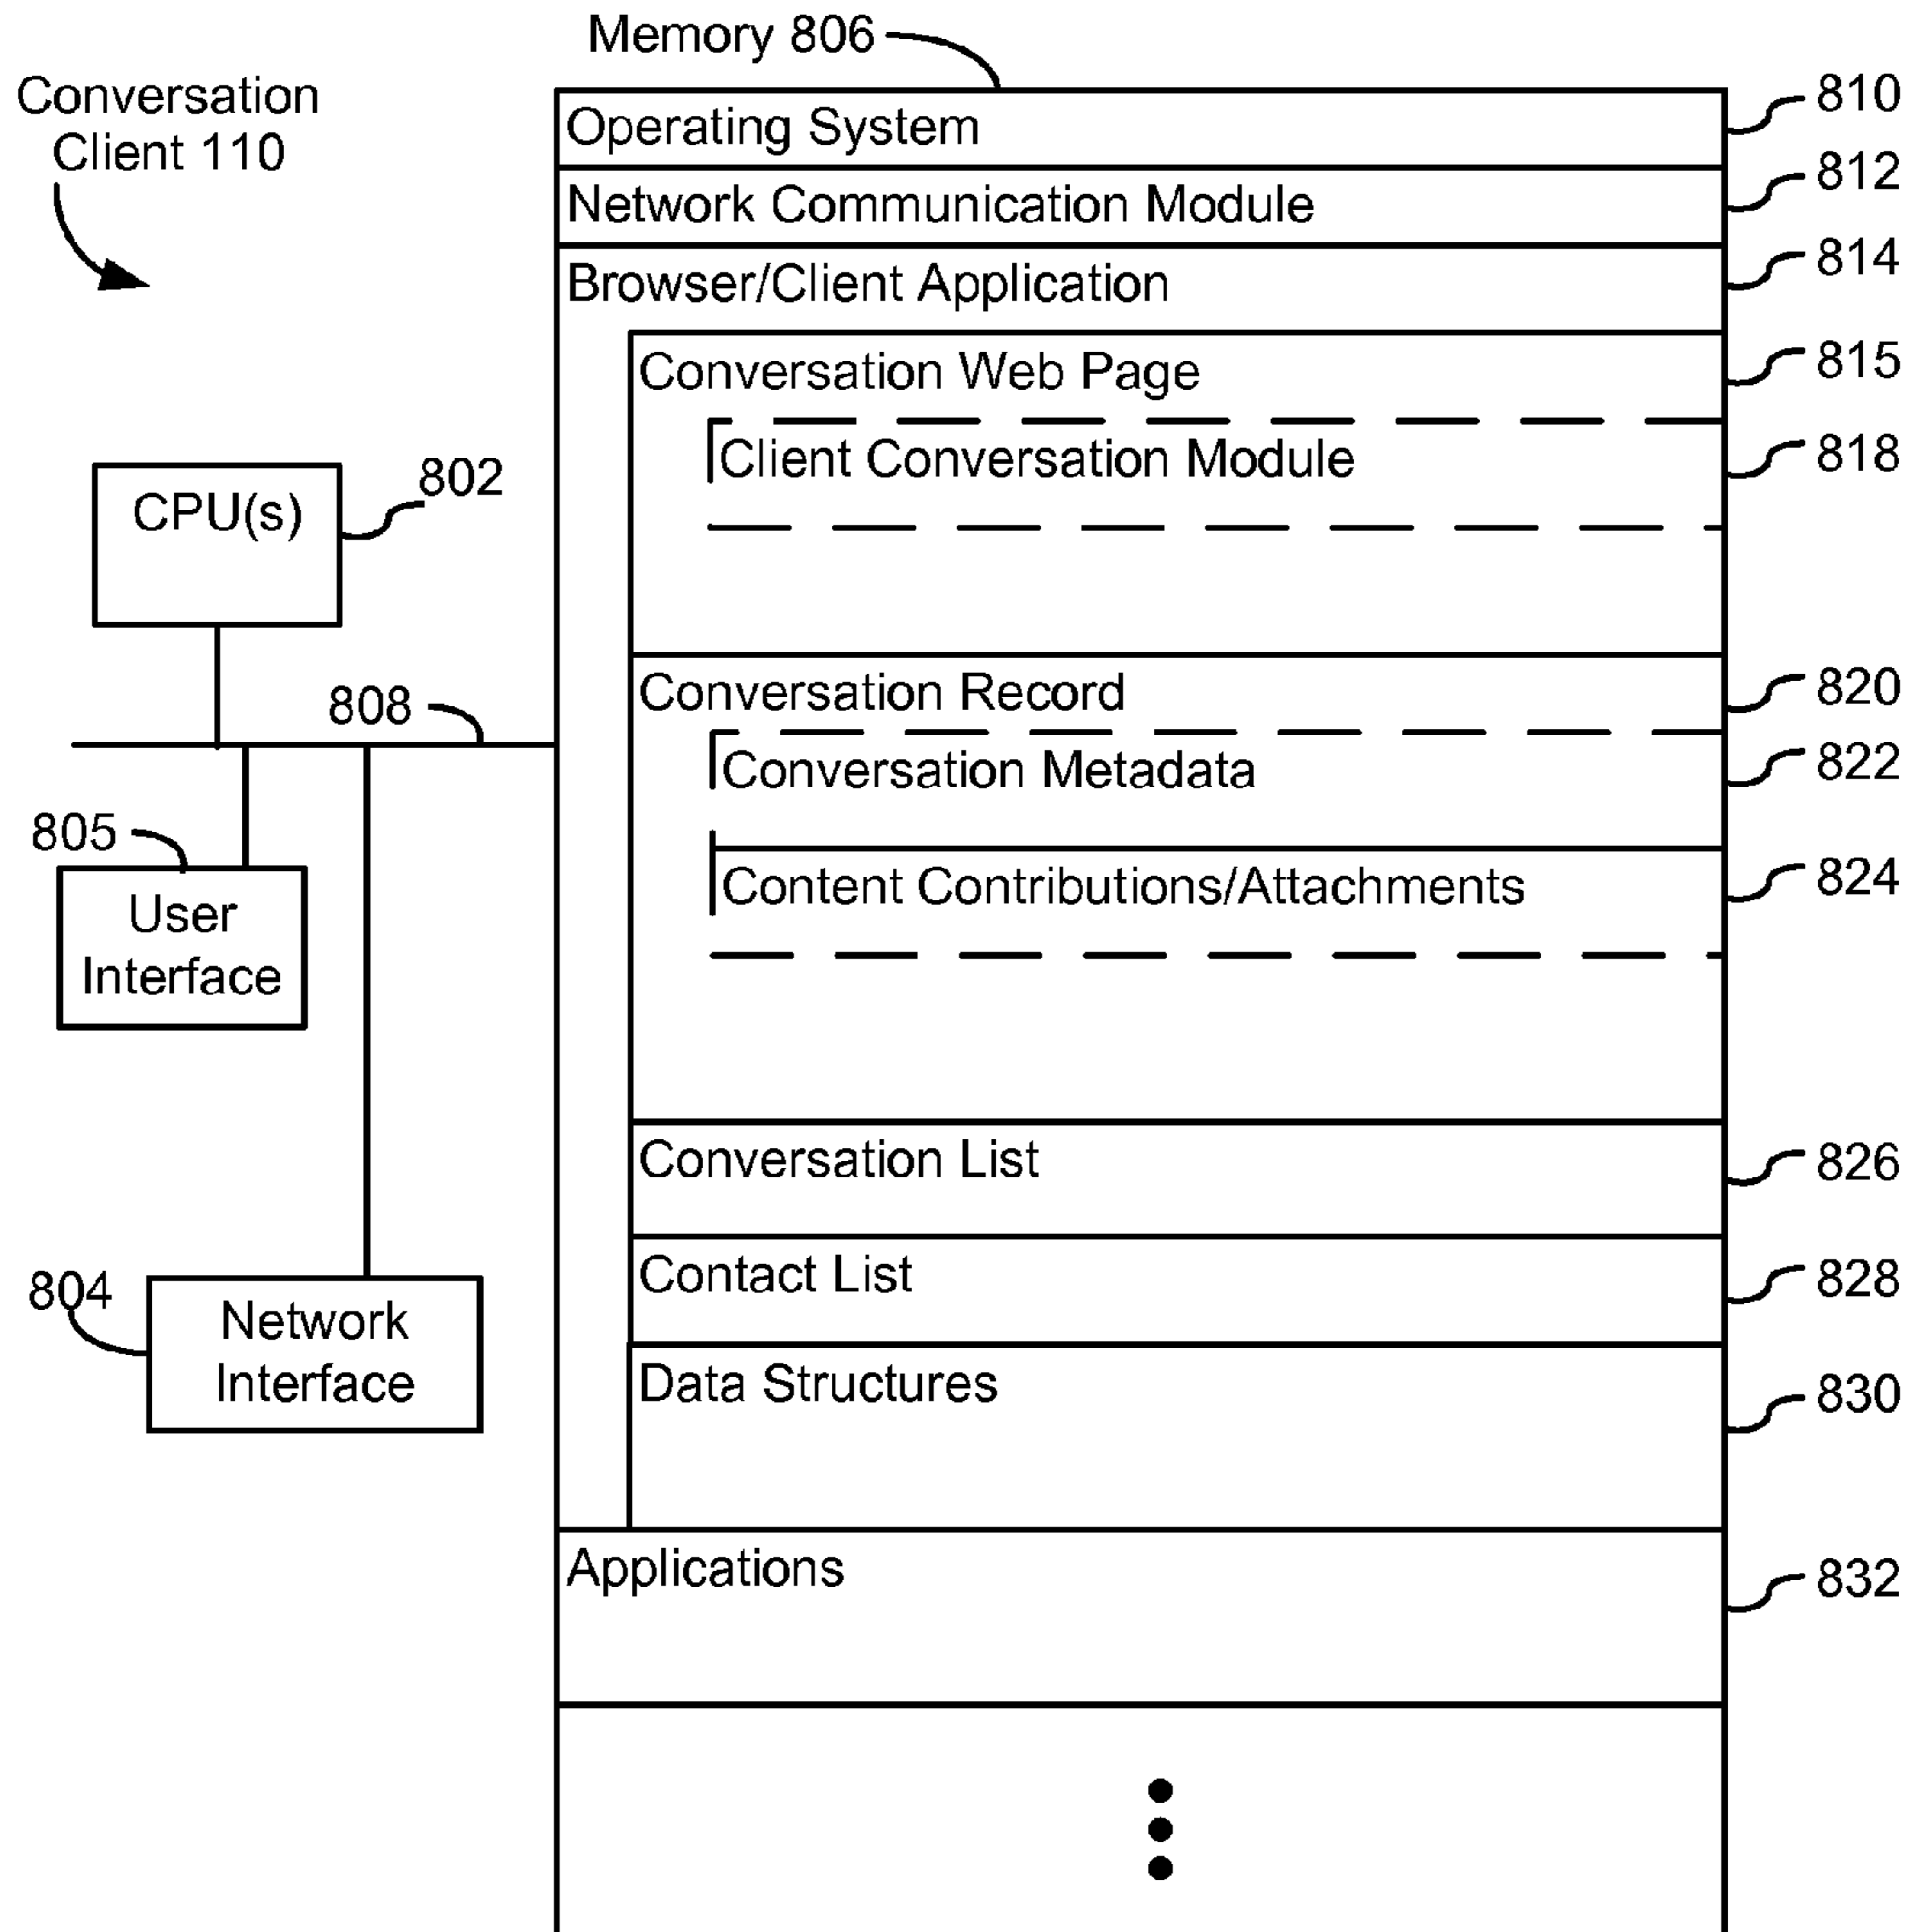 Memory 806
Conversation
Client 110
Operating System
810
Network Communication Module
812
Browser/Client Application
814
Conversation Web Page
815
Client Conversation Module
818
CPU(s)
802
808
Conversation Record
820
Conversation Metadata
822
805
User
Interface
Content Contributions/Attachments
824
Conversation List
826
Contact List
828
804
Network
Interface
Data Structures
830
Applications
832